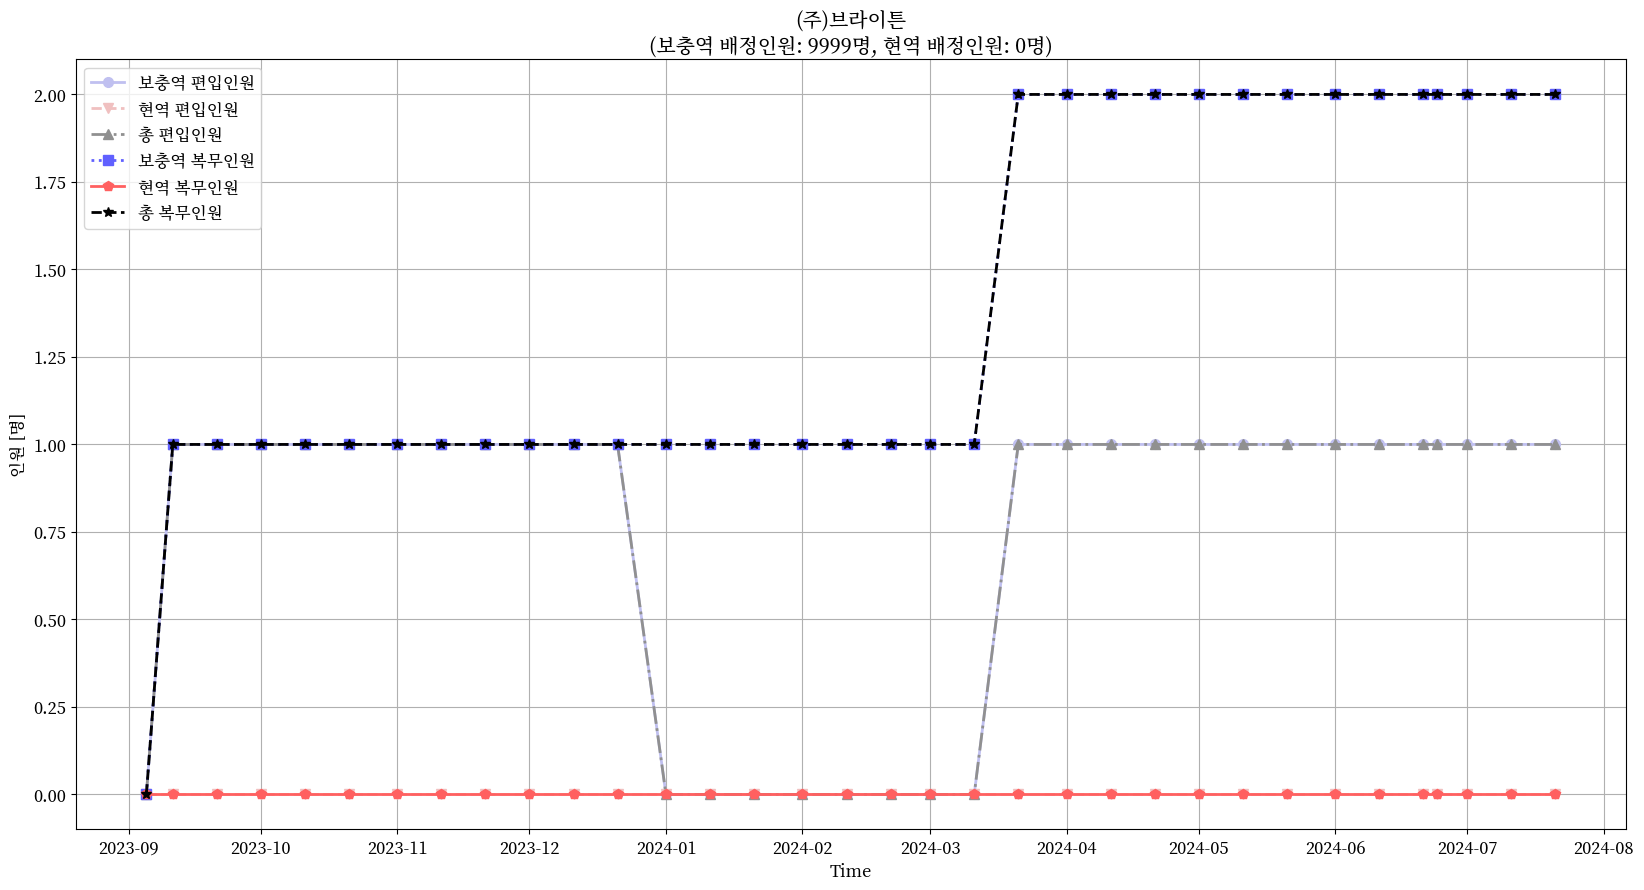 (주)브라이튼
(보충역 배정인원: 9999명, 현역 배정인원: 0명)
보충역 편입인원
현역 편입인원
총 편입인원
보충역 복무인원
현역 복무인원
총 복무인원
인원 [명]
2.00
1.75
1.50
1.25
1.00
0.75
0.50
0.25
0.00
2023-09 2023-10 2023-11 2023-12 2024-01 2024-02 2024-03 2024-04 2024-05 2024-06 2024-07 2024-08
Time